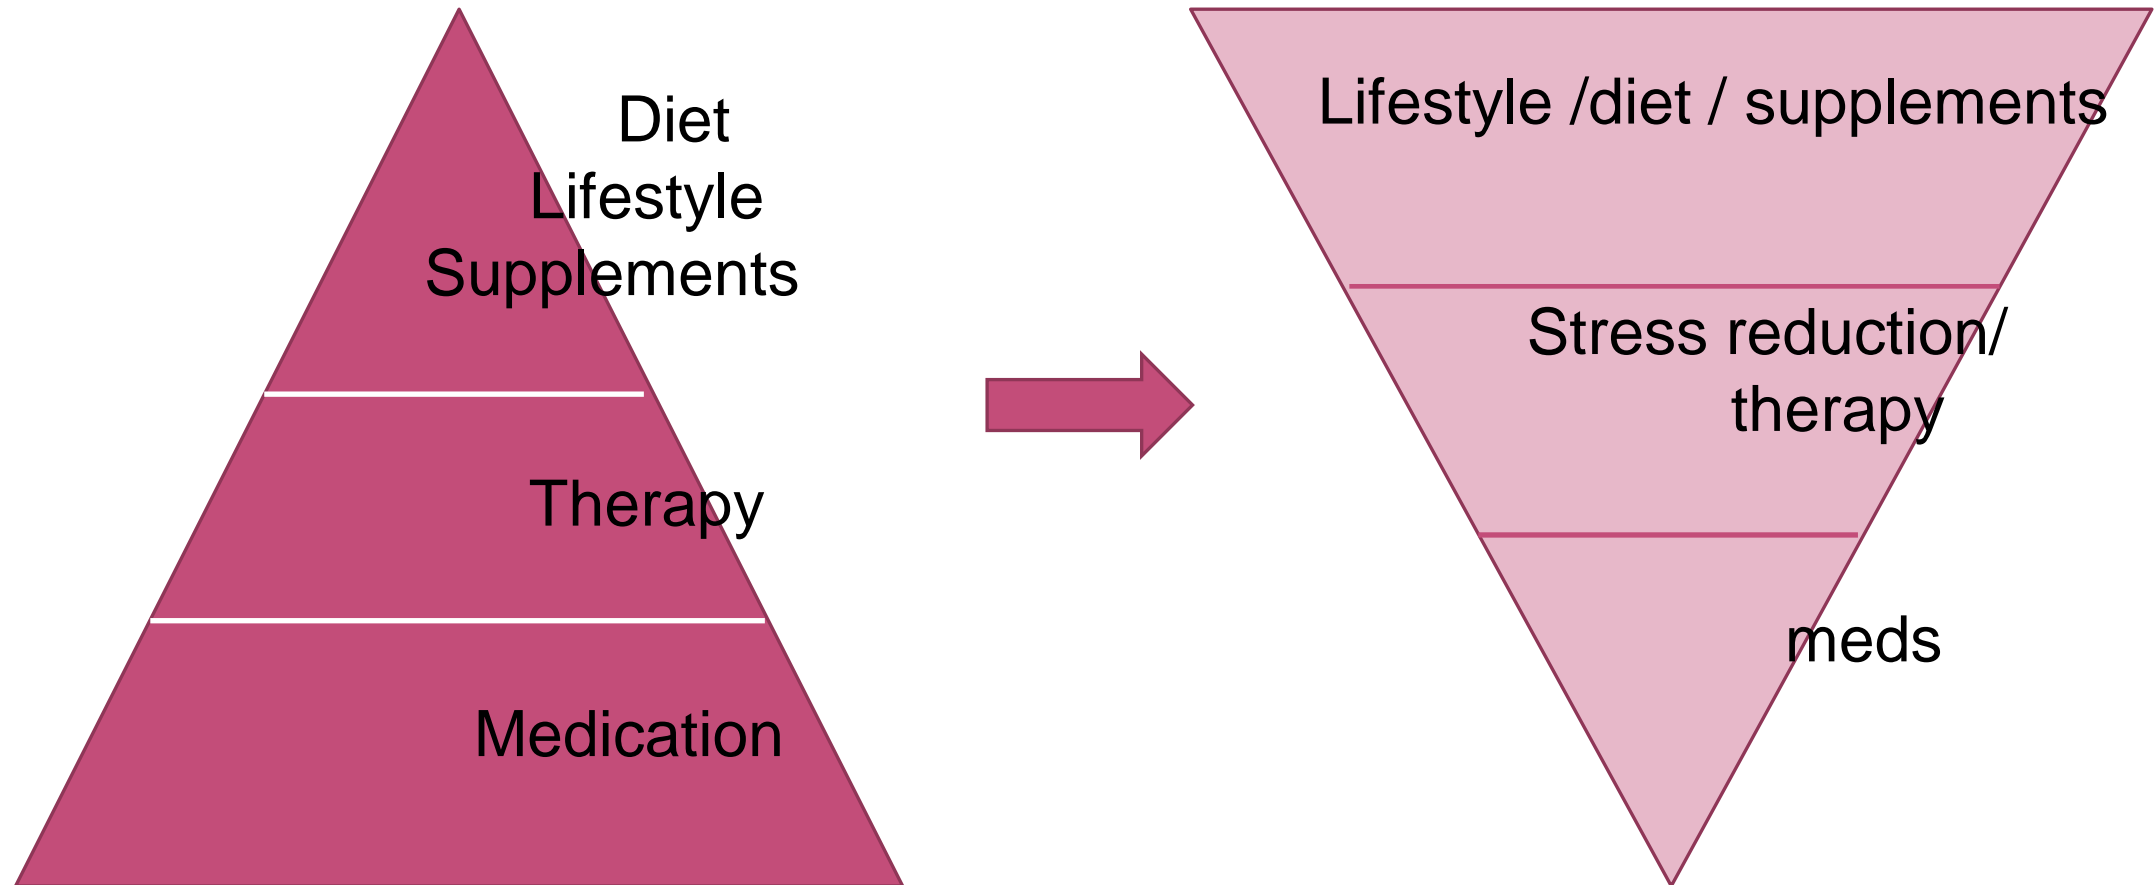 Diet
Lifestyle
Supplements
Therapy
Medication
Lifestyle /diet / supplements
Stress reduction/
therapy
meds